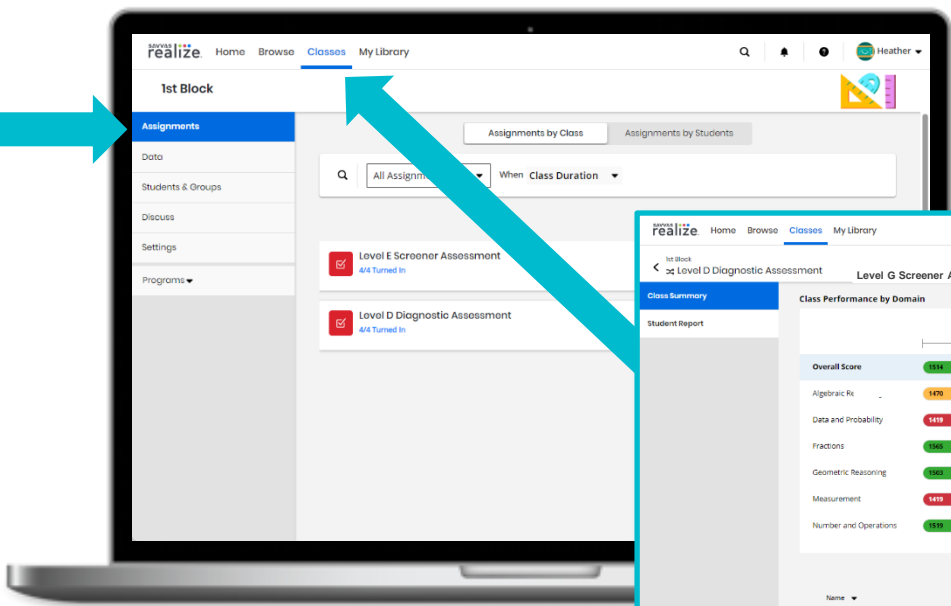 SAVVAS
realize. Home Browse Classes My Library
Heather
1st Block
Assignments
Data
Students & Groups
Discuss
Settings
Programs
Assignments by Class Assignments by Students
All When Class Duration
Level E Screener Assessment
4/4 Turned In
Level D Diagnostic Assessment
4/4 Turned In
SAVVAS
realize. Home Browse Classes My Library
1st Block
Level D Diagnostic Assessment
Level G Screener A
Class Summary
Student Report
Class Performance by Domain
Overall Score 1514
Algebraic Re 1470
Data and Probability 1419
Fractions 1565
Geometric Reasoning 1503
Measurement 1419
Number and Operations 1519
Name